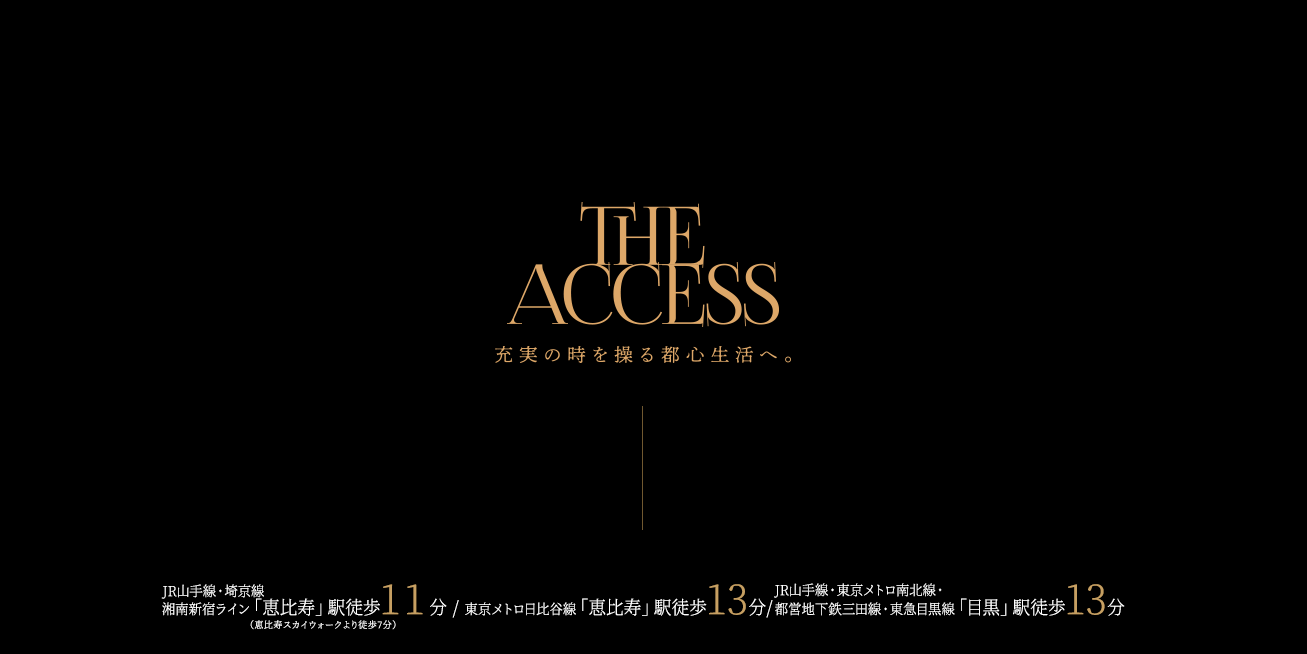 THE
ACCESS
充実の時を操る都心生活へ。
JR山手線・埼京線
湘南新宿ライン「恵比寿」駅徒歩11分 / 東京メトロ日比谷線「恵比寿」駅徒歩13分/
(恵比寿スカイウォークより徒歩7分)
JR山手線・東京メトロ南北線・
都営地下鉄三田線・東急目黒線「目黒」駅徒歩13分